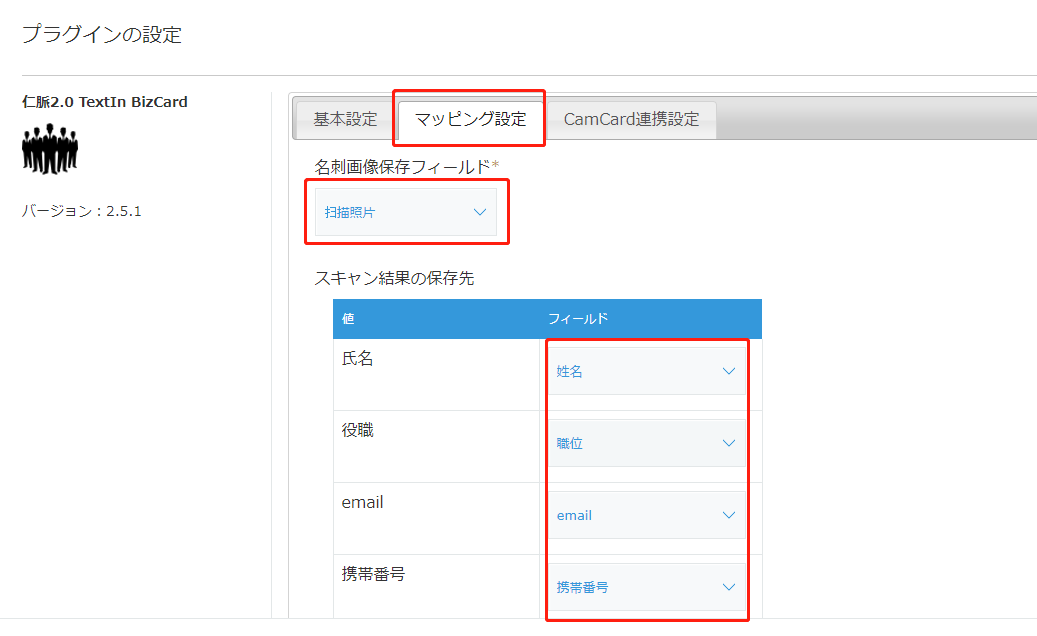 プラグインの設定
仁脈2.0 TextIn BizCard
バージョン：2.5.1
基本設定 マッピング設定 CamCard連携設定
名刺画像保存フィールド*
扫描照片
スキャン結果の保存先
値 フィールド
氏名 姓名
役職 職位
email email
携帯番号 携帯番号